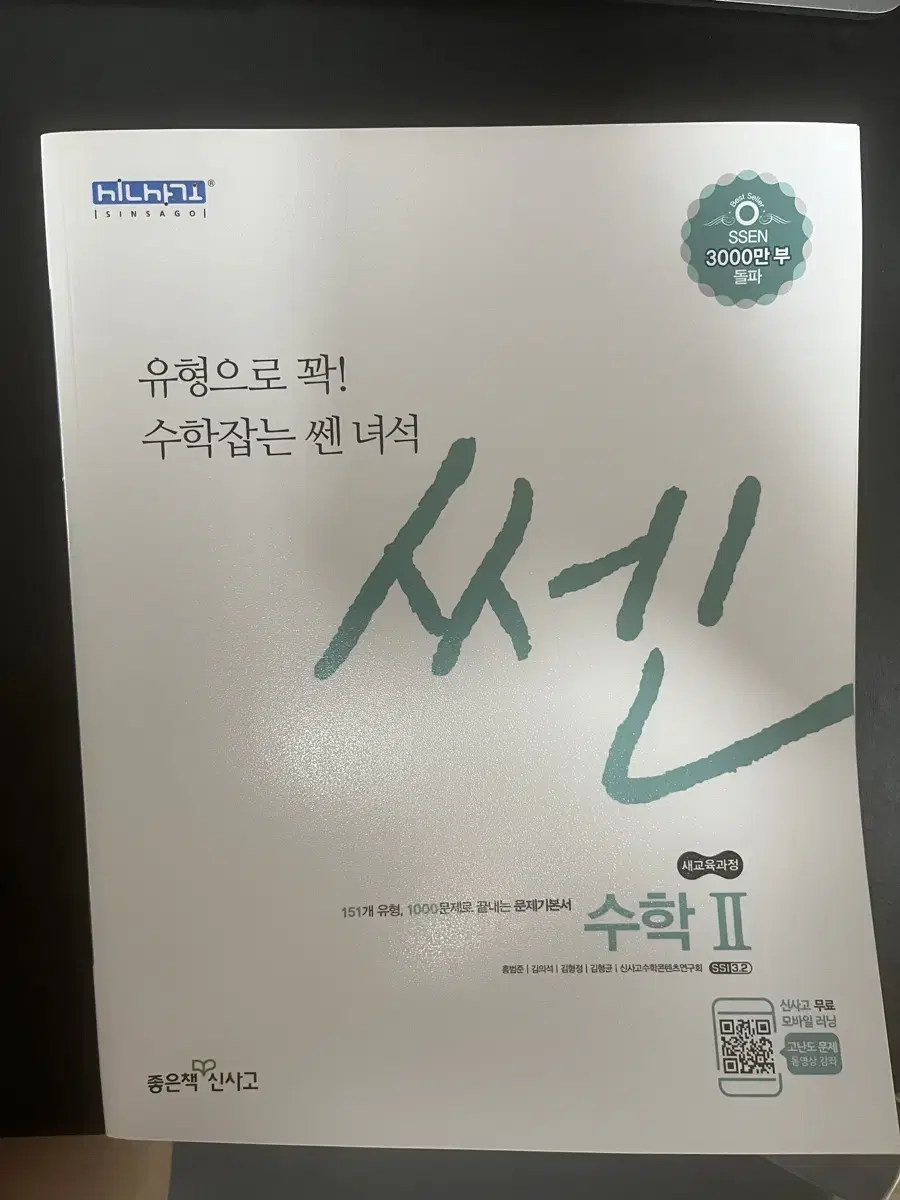 신사고®
|SINSAGO|
Best Seller
SSEN
3000만 부
돌파
유형으로 꽉!
수학잡는 쎈 녀석
쎈
새교육과정
151개 유형, 1000문제로 끝내는 문제기본서
수학 Ⅱ
홍범준 | 김의석 | 김형정 | 김형균 | 신사고수학콘텐츠연구회 SSI 3.2
신사고 무료
모바일 러닝
고난도 문제
동영상 강좌
좋은책 신사고